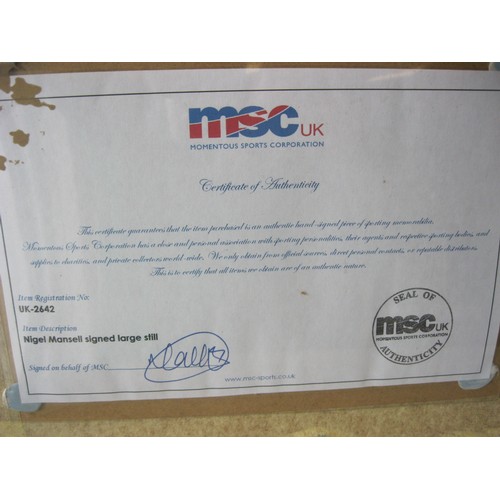 msc UK
MOMENTOUS SPORTS CORPORATION
Certificate of Authenticity
This certificate guarantees that the item purchased is an authentic hand-signed piece of sporting memorabilia.
Momentous Sports Corporation has a close and personal association with sporting personalities, their agents and respective sporting bodies, and
supplies to charities, and private collectors world-wide. We only obtain from official sources, direct personal contacts, or reputable distributors.
This is to certify that all items we obtain are of an authentic nature.
Item Registration No:
UK-2642
Item Description
Nigel Mansell signed large still
Signed on behalf of MSC
www.msc-sports.co.uk
SEAL OF
msc UK
MOMENTOUS SPORTS CORPORATION
AUTHENTICITY